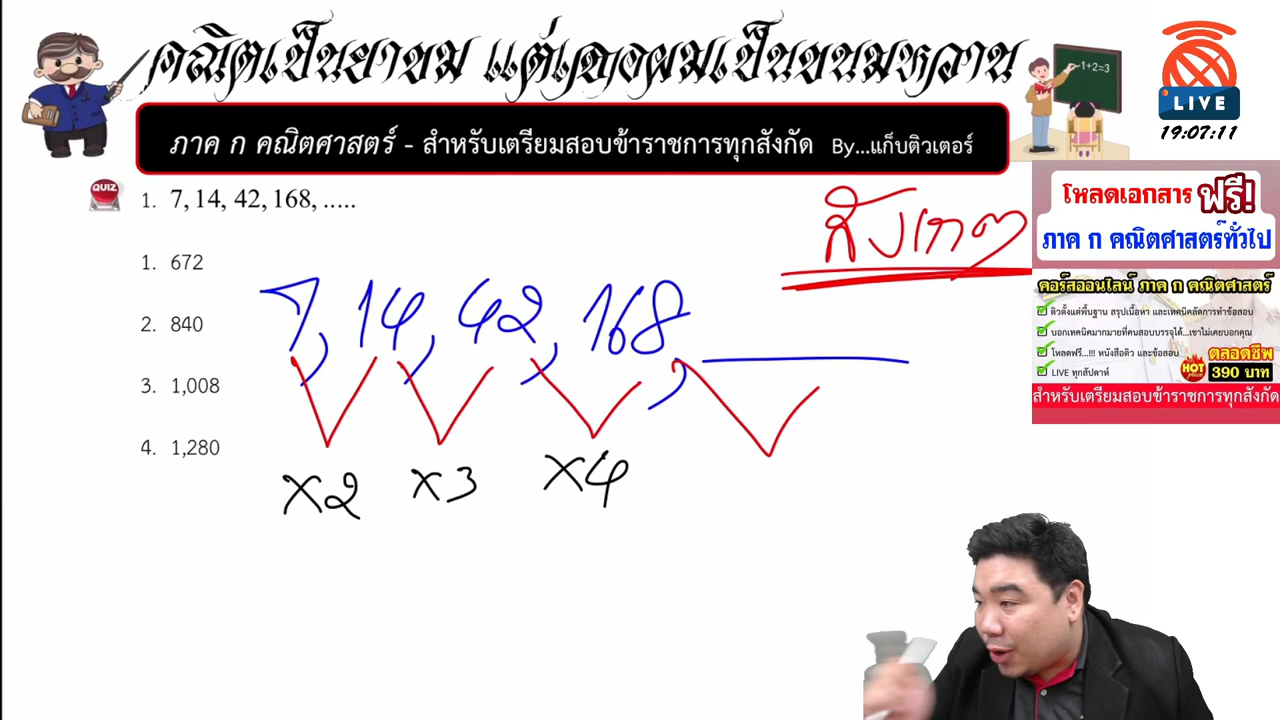 คณิตเป็นยาขม แต่เธอผมเป็นขนมหวาน
1+2=3
LIVE
19:07:11
ภาค ก คณิตศาสตร์ - สำหรับเตรียมสอบข้าราชการทุกสังกัด By...แก็บติวเตอร์
QUIZ
1. 7, 14, 42, 168, .....
สังเกต
1. 672
2. 840
3. 1,008
4. 1,280
7, 14, 42, 168,
×2 ×3 ×4
โหลดเอกสาร ฟรี!
ภาค ก คณิตศาสตร์ทั่วไป
คอร์สออนไลน์ ภาค ก คณิตศาสตร์
ติวตั้งแต่พื้นฐาน สรุปเนื้อหา และเทคนิคลัดการทำข้อสอบ
บอกเทคนิคมากมายที่คนสอบบรรจุได้...เขาไม่เคยบอกคุณ
โหลดฟรี...!!! หนังสือติว และข้อสอบ
LIVE ทุกสัปดาห์
HOT price
ตลอดชีพ
390 บาท
สำหรับเตรียมสอบข้าราชการทุกสังกัด